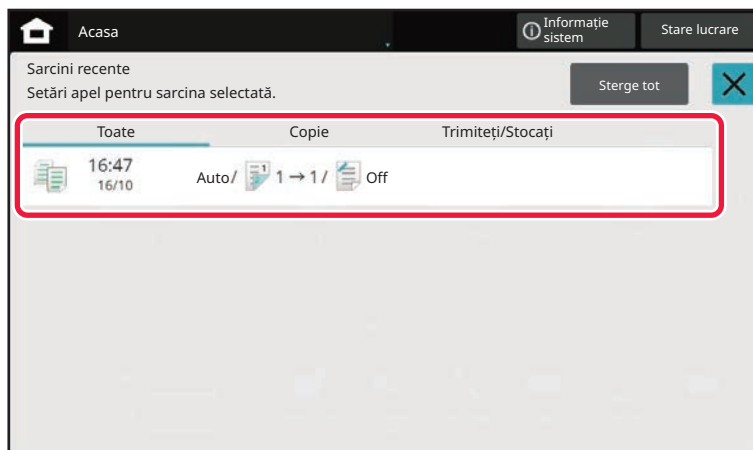 Acasa
Informație
sistem
Stare lucrare
Sarcini recente
Setări apel pentru sarcina selectată.
Sterge tot
Toate
Copie
Trimiteți/Stocați
16:47
16/10
Auto/ 1 1 → 1 / Off